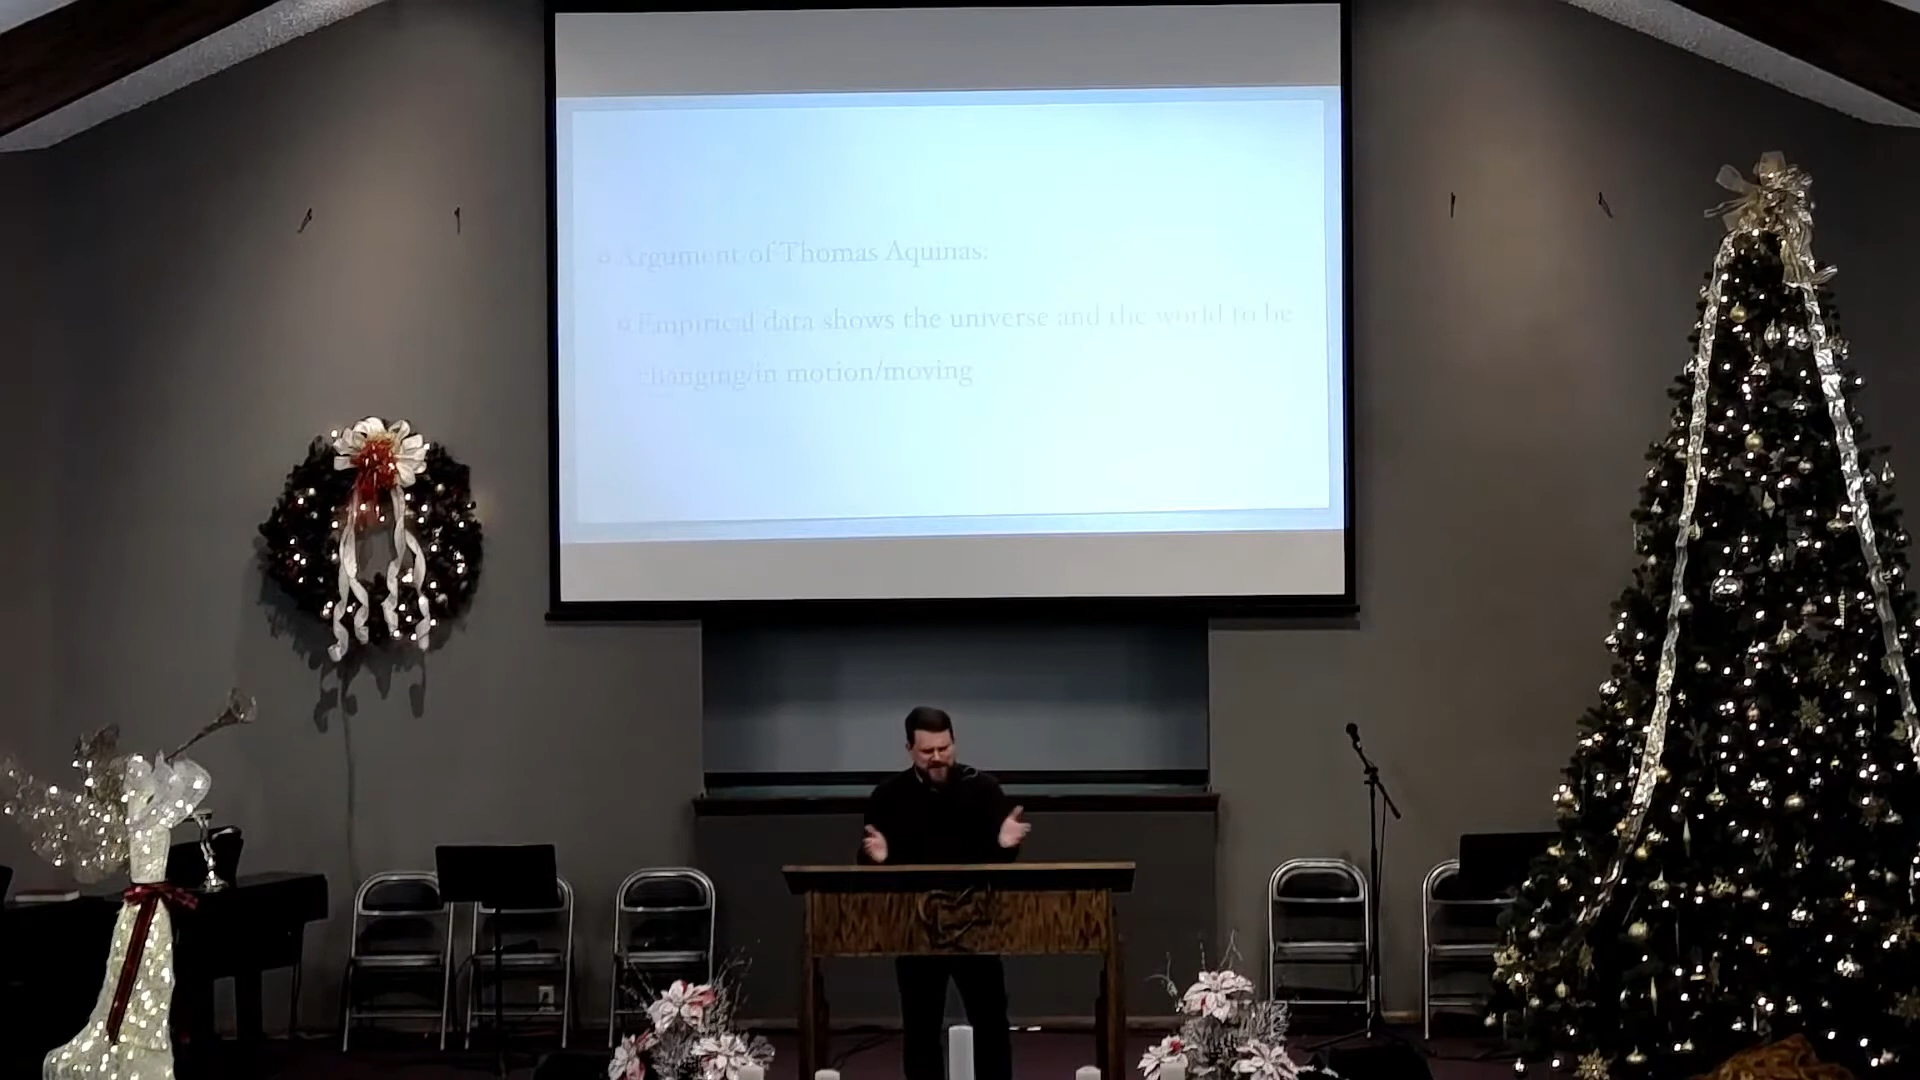 Argument of Thomas Aquinas:
Empirical data shows the universe and the world to be
changing/in motion/moving